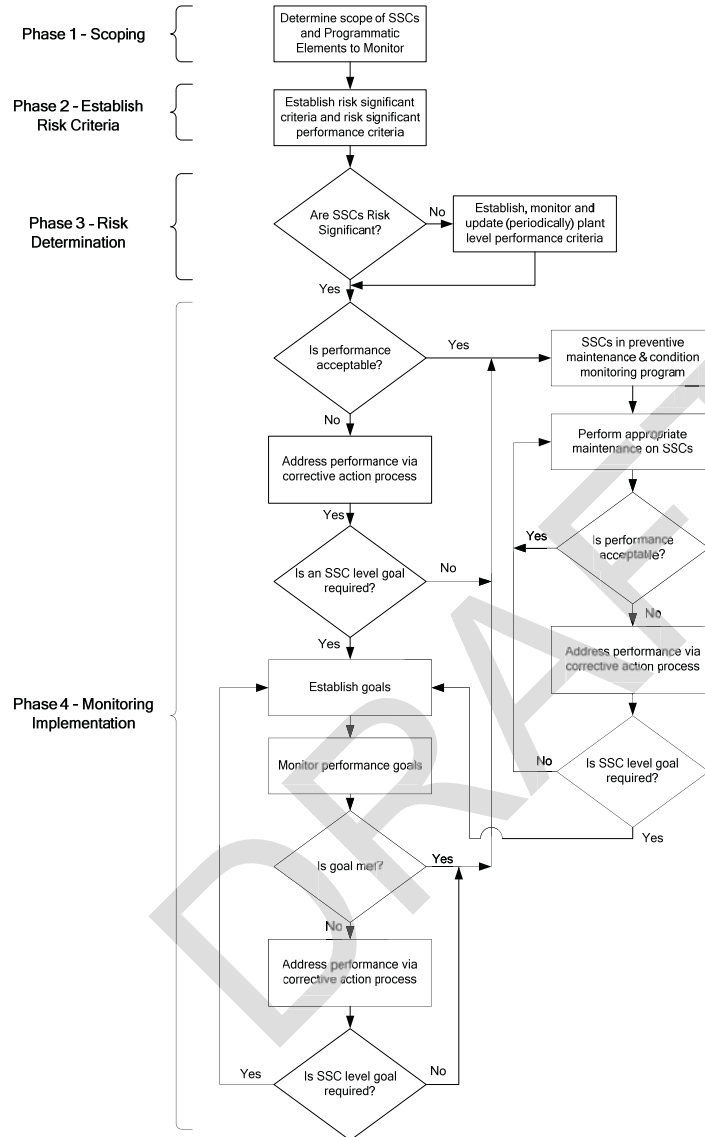 Phase 1 - Scoping
Determine scope of SSCs
and Programmatic
Elements to Monitor
Phase 2 - Establish
Risk Criteria
Establish risk significant
criteria and risk significant
performance criteria
Phase 3 - Risk
Determination
Are SSCs Risk
Significant?
No
Establish, monitor and
update (periodically) plant
level performance criteria
Yes
Phase 4 - Monitoring
Implementation
Is performance
acceptable?
Yes
SSCs in preventive
maintenance & condition
monitoring program
No
Perform appropriate
maintenance on SSCs
Address performance via
corrective action process
Yes
Is performance
acceptable?
Yes
No
Is an SSC level goal
required?
No
Yes
Address performance via
corrective action process
Establish goals
Is SSC level goal
required?
No
Yes
Monitor performance goals
Is goal met?
Yes
No
Address performance via
corrective action process
Is SSC level goal
required?
Yes
No
DRAFT